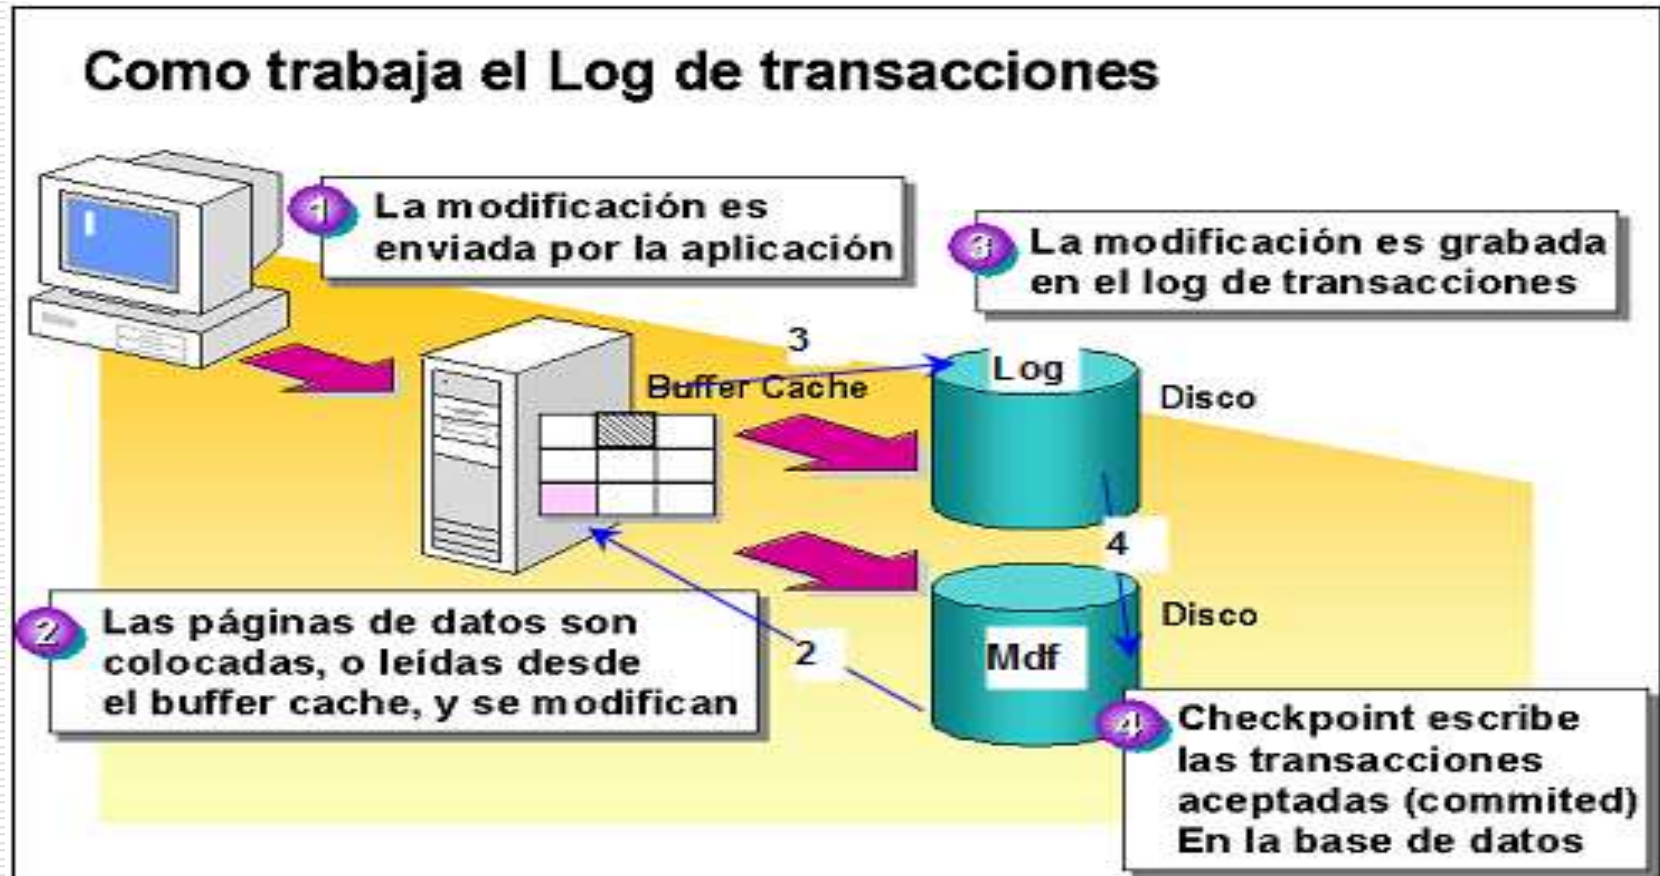 Como trabaja el Log de transacciones
1
La modificación es
enviada por la aplicación
3
La modificación es grabada
en el log de transacciones
3
Buffer Cache
Log
Disco
4
2
Las páginas de datos son
colocadas, o leídas desde
el buffer cache, y se modifican
2
Mdf
Disco
4
Checkpoint escribe
las transacciones
aceptadas (commited)
En la base de datos